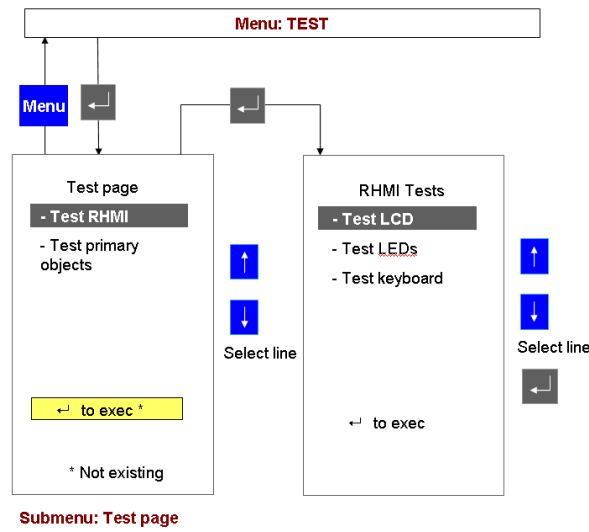 Menu: TEST
Menu
Test page
- Test RHMI
- Test primary
objects
Select line
↵ to exec *
* Not existing
RHMI Tests
- Test LCD
- Test LEDs
- Test keyboard
Select line
↵ to exec
Submenu: Test page